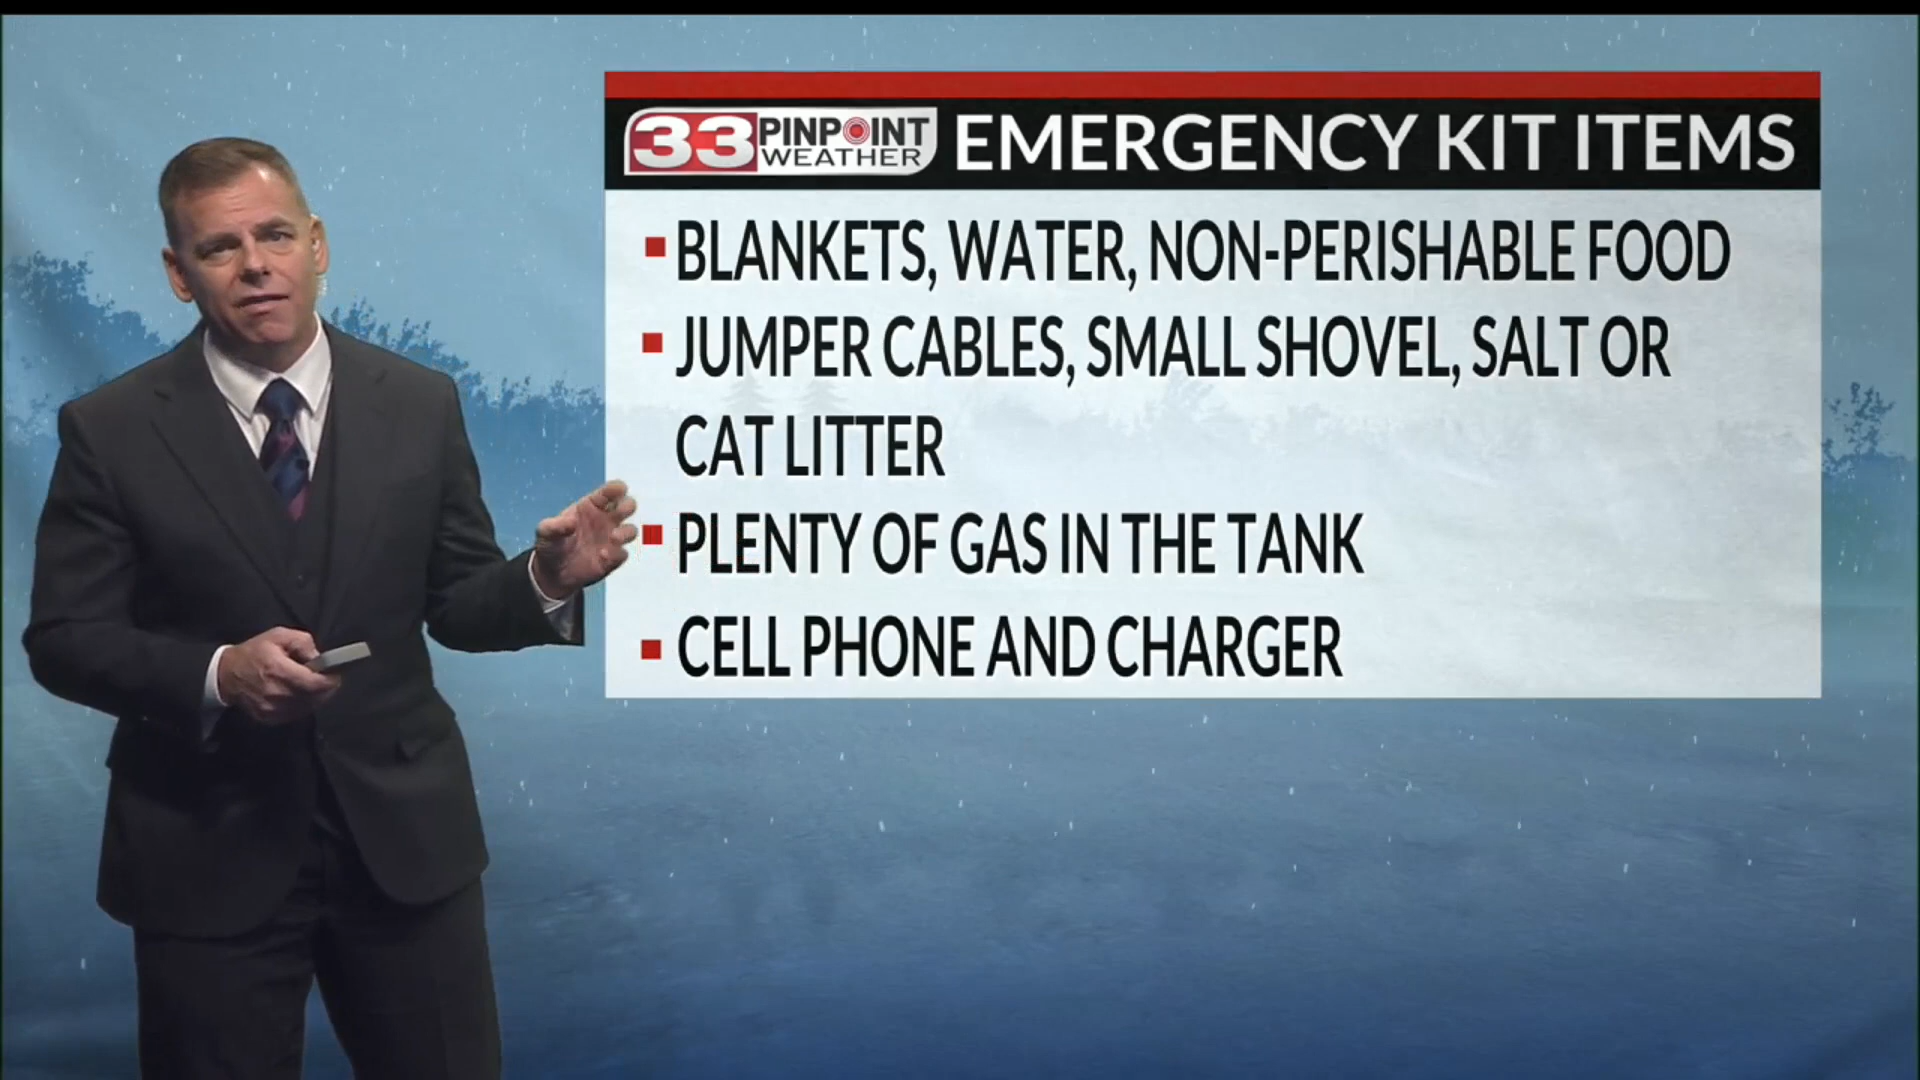 33 PINPOINT WEATHER EMERGENCY KIT ITEMS
▪ BLANKETS, WATER, NON-PERISHABLE FOOD
▪ JUMPER CABLES, SMALL SHOVEL, SALT OR
CAT LITTER
▪ PLENTY OF GAS IN THE TANK
▪ CELL PHONE AND CHARGER